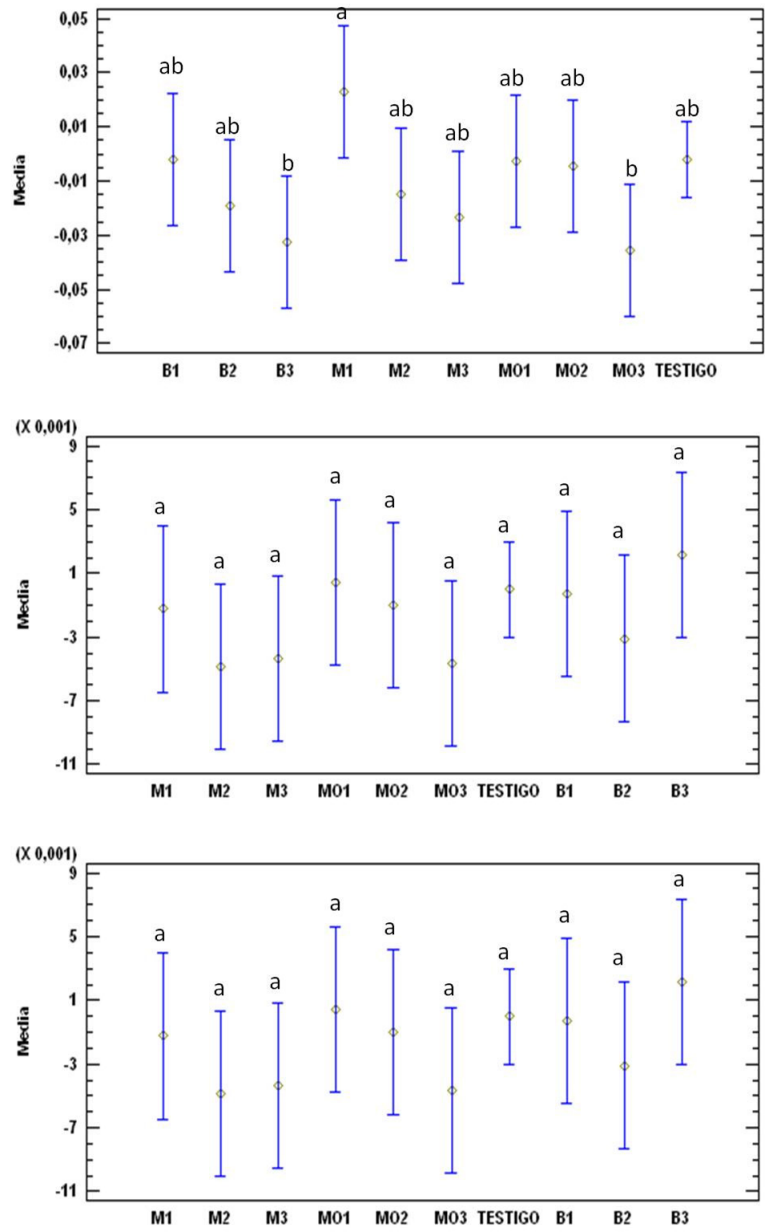 a
0,05
ab
0,03
ab
ab
ab
ab
ab
ab
0,01
b
b
-0,01
Media
-0,03
-0,05
-0,07
B1 B2 B3 M1 M2 M3 MO1 MO2 MO3 TESTIGO
(X 0,001)
9
a
a
a
a
a
5
a
a
a
a
a
1
Media
-3
-7
-11
M1 M2 M3 MO1 MO2 MO3 TESTIGO B1 B2 B3
(X 0,001)
9
a
a
a
a
a
5
a
a
a
a
a
1
Media
-3
-7
-11
M1 M2 M3 MO1 MO2 MO3 TESTIGO B1 B2 B3